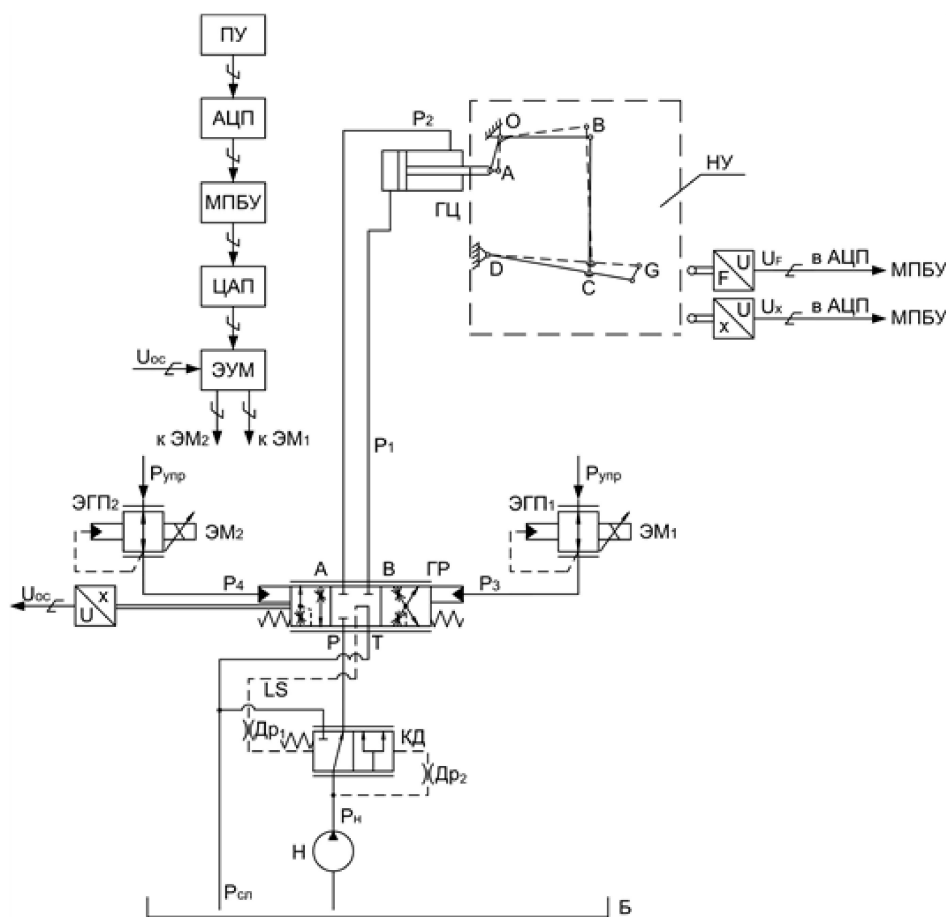 ПУ
АЦП
МПБУ
ЦАП
Uос
ЭУМ
к ЭМ2 к ЭМ1
P2
O
B
A
ГЦ
НУ
D
C
G
F U
UF в АЦП
МПБУ
x U
Ux в АЦП
МПБУ
P1
Pупр
ЭГП2
ЭМ2
Pупр
ЭГП1
ЭМ1
P4
A B ГР
P3
Uос
U x
P T
LS
Др1
КД
Др2
Pн
Н
Pсл
Б